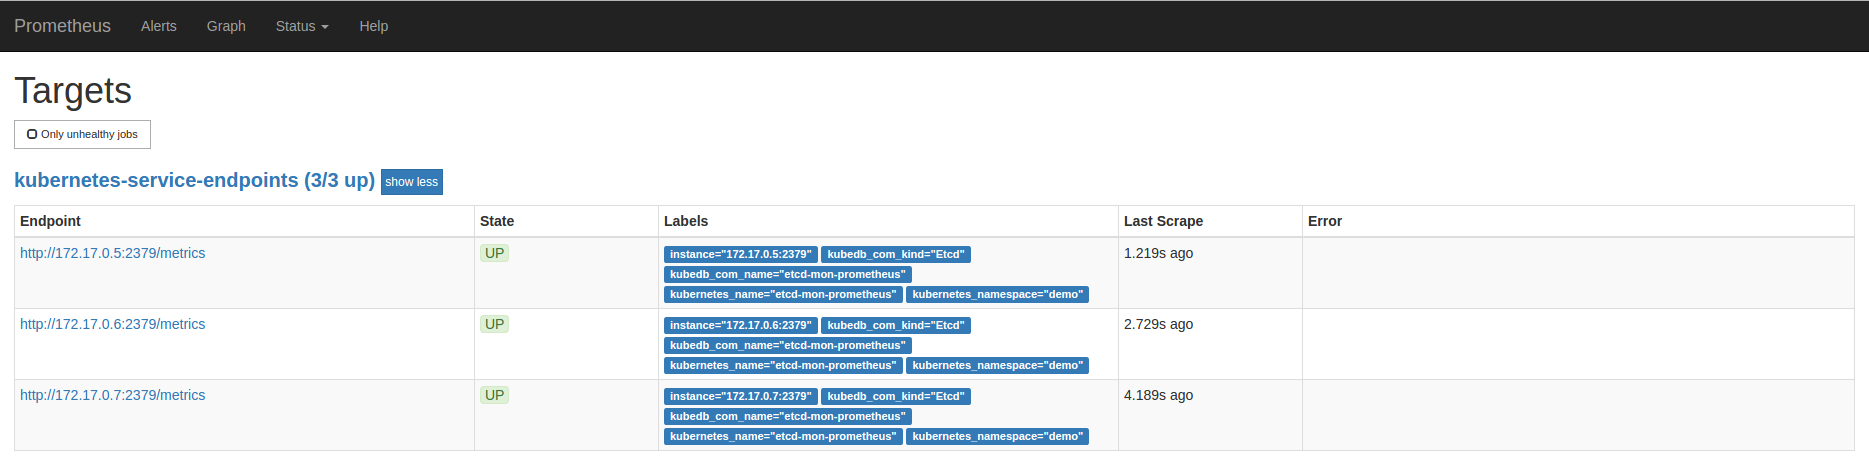 Prometheus Alerts Graph Status Help
Targets
Only unhealthy jobs
kubernetes-service-endpoints (3/3 up) show less
Endpoint State Labels Last Scrape Error
http://172.17.0.5:2379/metrics UP instance="172.17.0.5:2379" kubedb_com_kind="Etcd" 1.219s ago
kubedb_com_name="etcd-mon-prometheus"
kubernetes_name="etcd-mon-prometheus" kubernetes_namespace="demo"
http://172.17.0.6:2379/metrics UP instance="172.17.0.6:2379" kubedb_com_kind="Etcd" 2.729s ago
kubedb_com_name="etcd-mon-prometheus"
kubernetes_name="etcd-mon-prometheus" kubernetes_namespace="demo"
http://172.17.0.7:2379/metrics UP instance="172.17.0.7:2379" kubedb_com_kind="Etcd" 4.189s ago
kubedb_com_name="etcd-mon-prometheus"
kubernetes_name="etcd-mon-prometheus" kubernetes_namespace="demo"